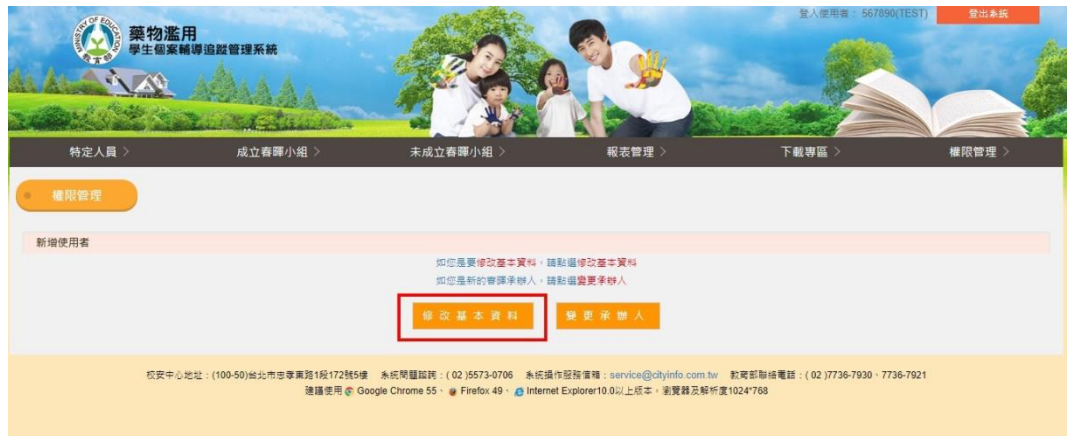 登入使用者： 567890(TEST) 登出系統
MINISTRY OF EDUCATION
教育部
藥物濫用
學生個案輔導追蹤管理系統
特定人員 〉 成立春暉小組 〉 未成立春暉小組 〉 報表管理 〉 下載專區 〉 權限管理 〉
權限管理
新增使用者
如您是要修改基本資料，請點選修改基本資料
如您是新的春暉承辦人，請點選變更承辦人
修改基本資料 變更承辦人
校安中心地址：(100-50)台北市忠孝東路1段172號5樓 系統問題諮詢：( 02 )5573-0706 系統操作服務信箱：service@cityinfo.com.tw 教育部聯絡電話：( 02 )7736-7930、7736-7921
建議使用 Google Chrome 55、 Firefox 49、 Internet Explorer10.0以上版本，瀏覽器及解析度1024*768